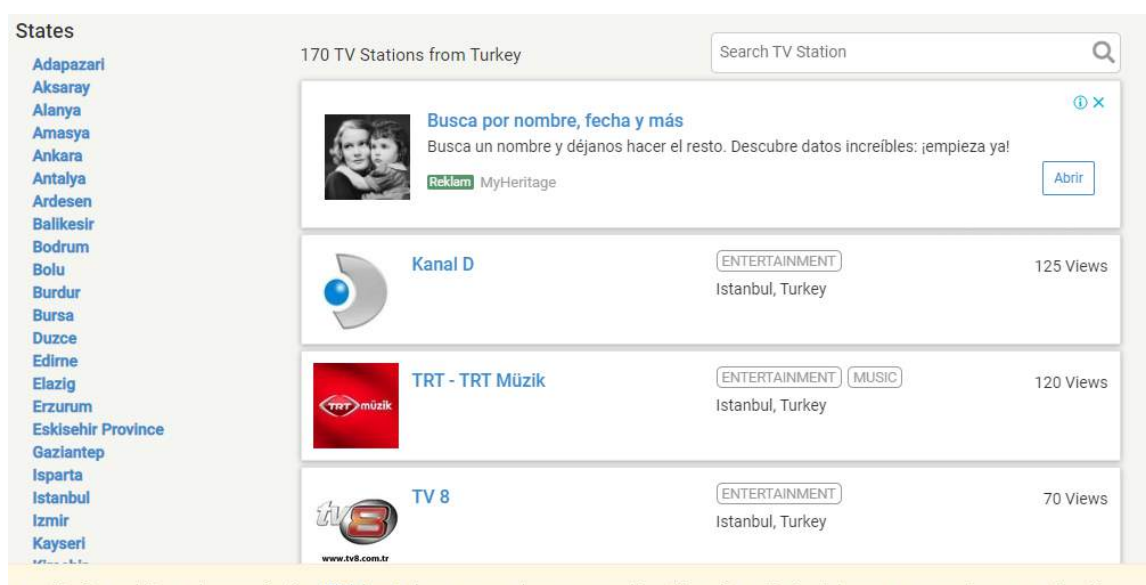 States
Adapazari
Aksaray
Alanya
Amasya
Ankara
Antalya
Ardesen
Balikesir
Bodrum
Bolu
Burdur
Bursa
Duzce
Edirne
Elazig
Erzurum
Eskisehir Province
Gaziantep
Isparta
Istanbul
Izmir
Kayseri
170 TV Stations from Turkey
Search TV Station
Busca por nombre, fecha y más
Busca un nombre y déjanos hacer el resto. Descubre datos increíbles: ¡empieza ya!
Reklam MyHeritage
Abrir
Kanal D
ENTERTAINMENT
Istanbul, Turkey
125 Views
TRT müzik
TRT - TRT Müzik
ENTERTAINMENT MUSIC
Istanbul, Turkey
120 Views
tv8
www.tv8.com.tr
TV 8
ENTERTAINMENT
Istanbul, Turkey
70 Views